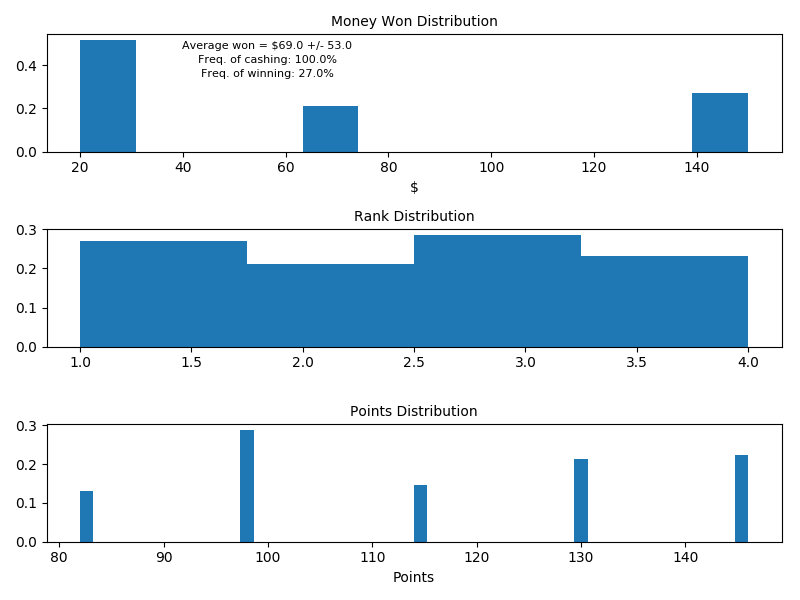 Money Won Distribution
Average won = $69.0 +/- 53.0
Freq. of cashing: 100.0%
Freq. of winning: 27.0%
0.4
0.2
0.0
20 40 60 80 100 120 140
$
Rank Distribution
0.3
0.2
0.1
0.0
1.0 1.5 2.0 2.5 3.0 3.5 4.0
Points Distribution
0.3
0.2
0.1
0.0
80 90 100 110 120 130 140
Points